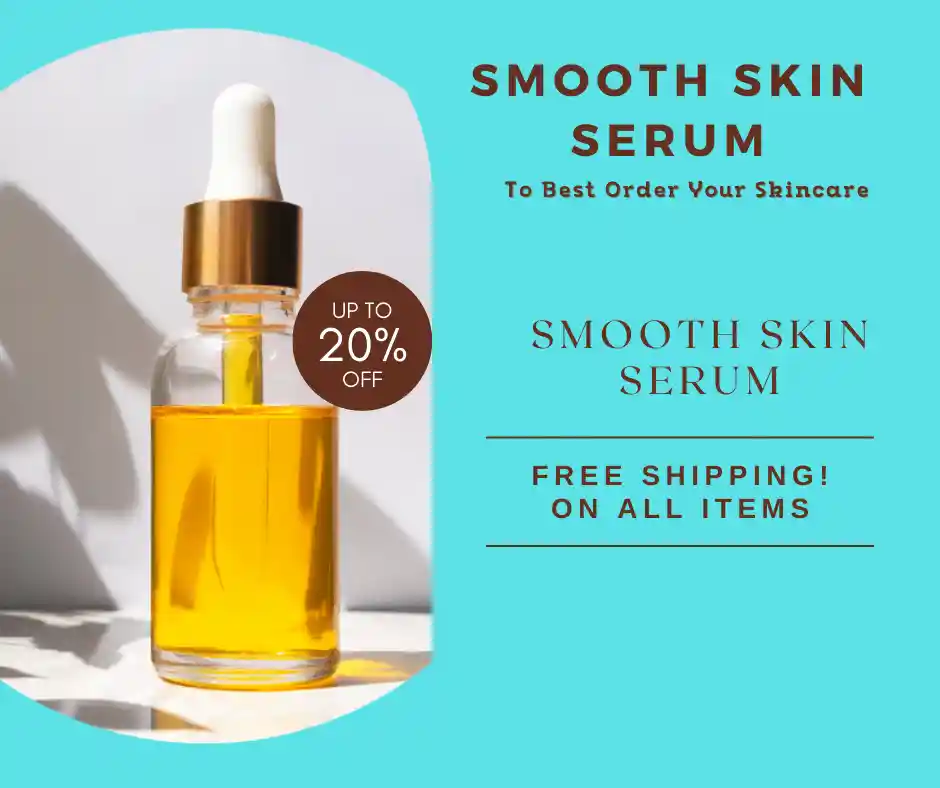 SMOOTH SKIN
SERUM
To Best Order Your Skincare
UP TO
20%
OFF
SMOOTH SKIN
SERUM
FREE SHIPPING!
ON ALL ITEMS